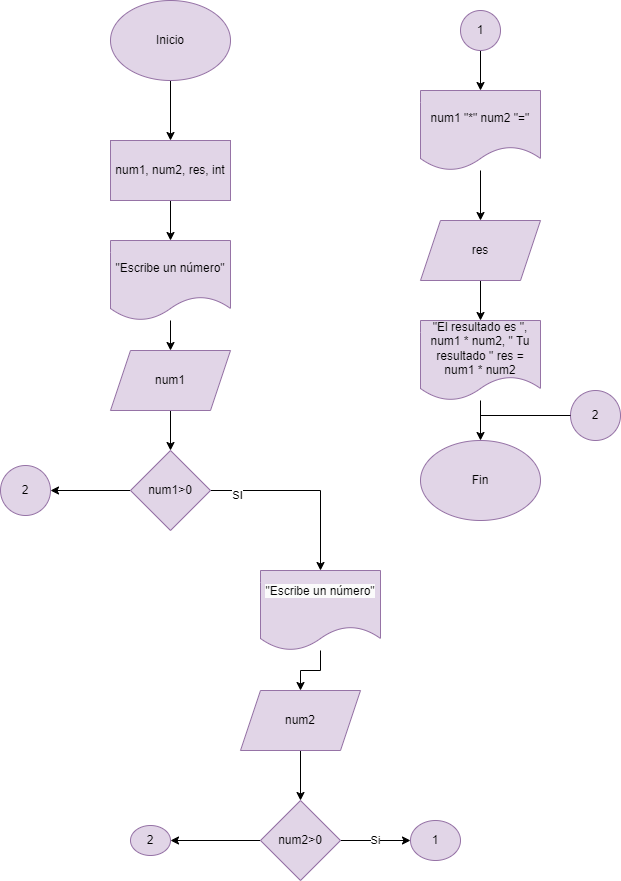 Inicio
num1, num2, res, int
"Escribe un número"
num1
num1>0
2
SI
"Escribe un número"
num2
num2>0
2
Si
1
1
num1 "*" num2 "="
res
"El resultado es ",
num1 * num2, " Tu
resultado " res =
num1 * num2
2
Fin